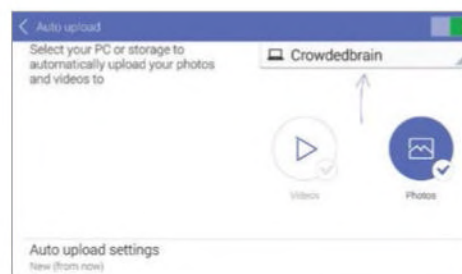 Auto upload
Select your PC or storage to
automatically upload your photos
and videos to
Crowdedbrain
Videos
Photos
Auto upload settings
New (from now)